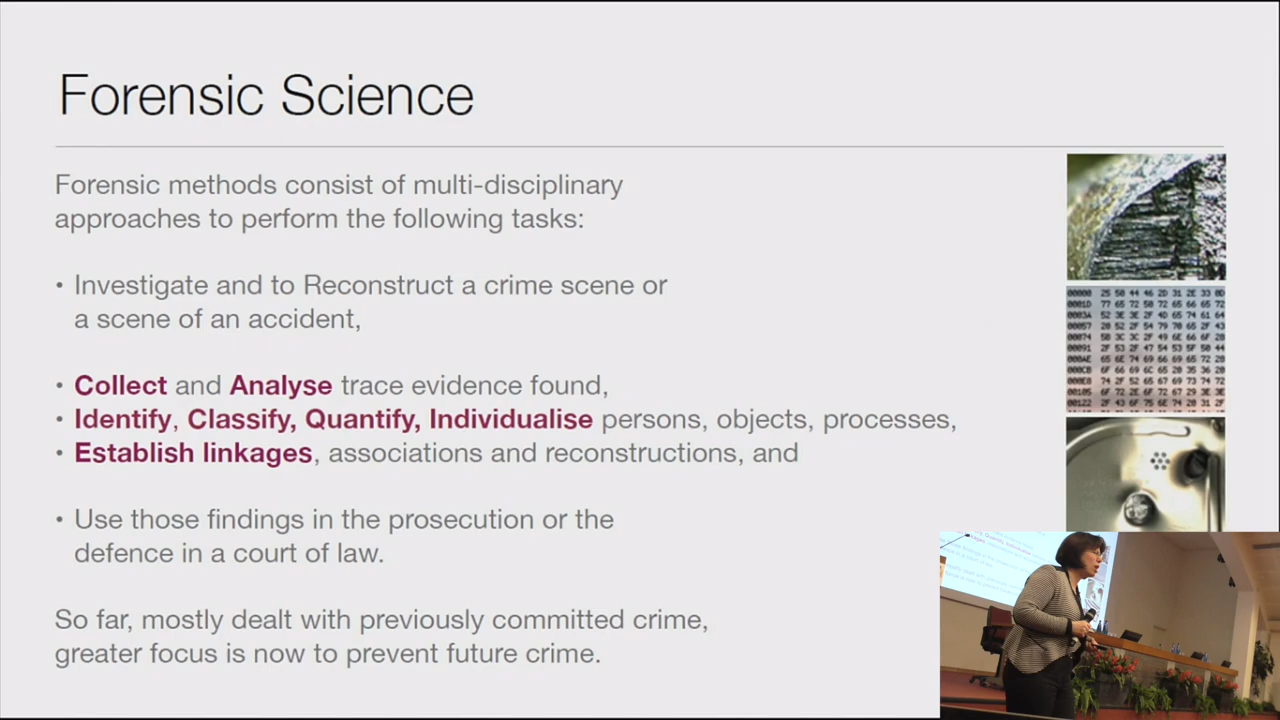 Forensic Science
Forensic methods consist of multi-disciplinary
approaches to perform the following tasks:
• Investigate and to Reconstruct a crime scene or
a scene of an accident,
• Collect and Analyse trace evidence found,
• Identify, Classify, Quantify, Individualise persons, objects, processes,
• Establish linkages, associations and reconstructions, and
• Use those findings in the prosecution or the
defence in a court of law.
So far, mostly dealt with previously committed crime,
greater focus is now to prevent future crime.